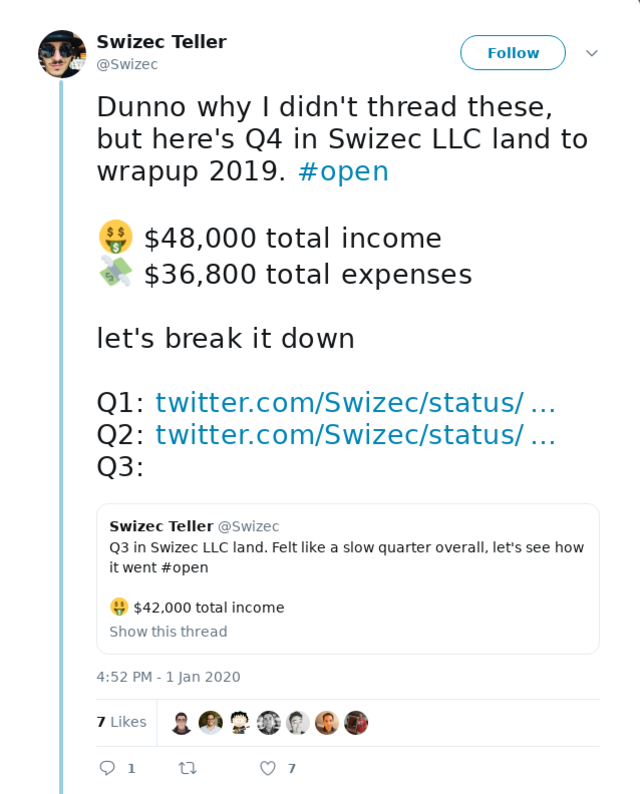 Swizec Teller
@Swizec
Follow
Dunno why I didn't thread these,
but here's Q4 in Swizec LLC land to
wrapup 2019. #open
🤑 $48,000 total income
💸 $36,800 total expenses
let's break it down
Q1: twitter.com/Swizec/status/ …
Q2: twitter.com/Swizec/status/ …
Q3:
Swizec Teller @Swizec
Q3 in Swizec LLC land. Felt like a slow quarter overall, let's see how
it went #open
🤑 $42,000 total income
Show this thread
4:52 PM - 1 Jan 2020
7 Likes
1
7